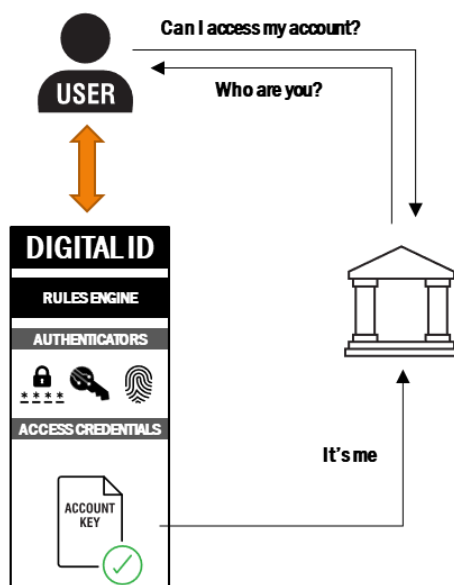 Can I access my account?
USER
Who are you?
DIGITAL ID
RULES ENGINE
AUTHENTICATORS
* * * *
ACCESS CREDENTIALS
It's me
ACCOUNT
KEY